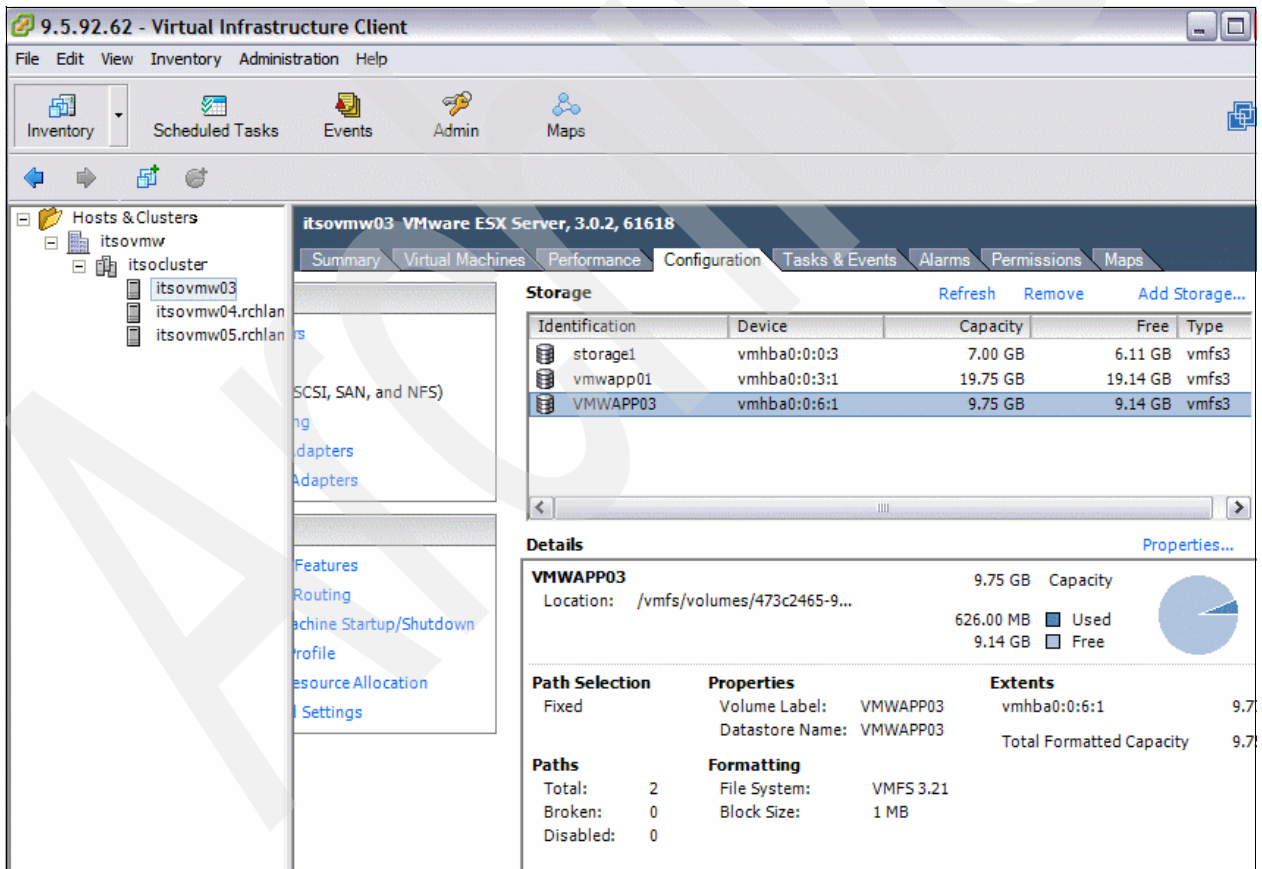 9.5.92.62 - Virtual Infrastructure Client
File Edit View Inventory Administration Help
Inventory Scheduled Tasks Events Admin Maps
Hosts & Clusters
itsovmw
itsocluster
itsovmw03
itsovmw04.rchlan
itsovmw05.rchlan
itsovmw03 VMware ESX Server, 3.0.2, 61618
Summary Virtual Machines Performance Configuration Tasks & Events Alarms Permissions Maps
rs
SCSI, SAN, and NFS)
ng
dapters
Adapters
Features
Routing
achine Startup/Shutdown
rofile
esource Allocation
Settings
Storage Refresh Remove Add Storage...
Identification Device Capacity Free Type
storage1 vmhba0:0:0:3 7.00 GB 6.11 GB vmfs3
vmwapp01 vmhba0:0:3:1 19.75 GB 19.14 GB vmfs3
VMWAPP03 vmhba0:0:6:1 9.75 GB 9.14 GB vmfs3
Details Properties...
VMWAPP03 9.75 GB Capacity
Location: /vmfs/volumes/473c2465-9...
626.00 MB Used
9.14 GB Free
Path Selection Properties Extents
Fixed Volume Label: VMWAPP03 vmhba0:0:6:1 9.7
Datastore Name: VMWAPP03
Total Formatted Capacity 9.7
Paths Formatting
Total: 2 File System: VMFS 3.21
Broken: 0 Block Size: 1 MB
Disabled: 0